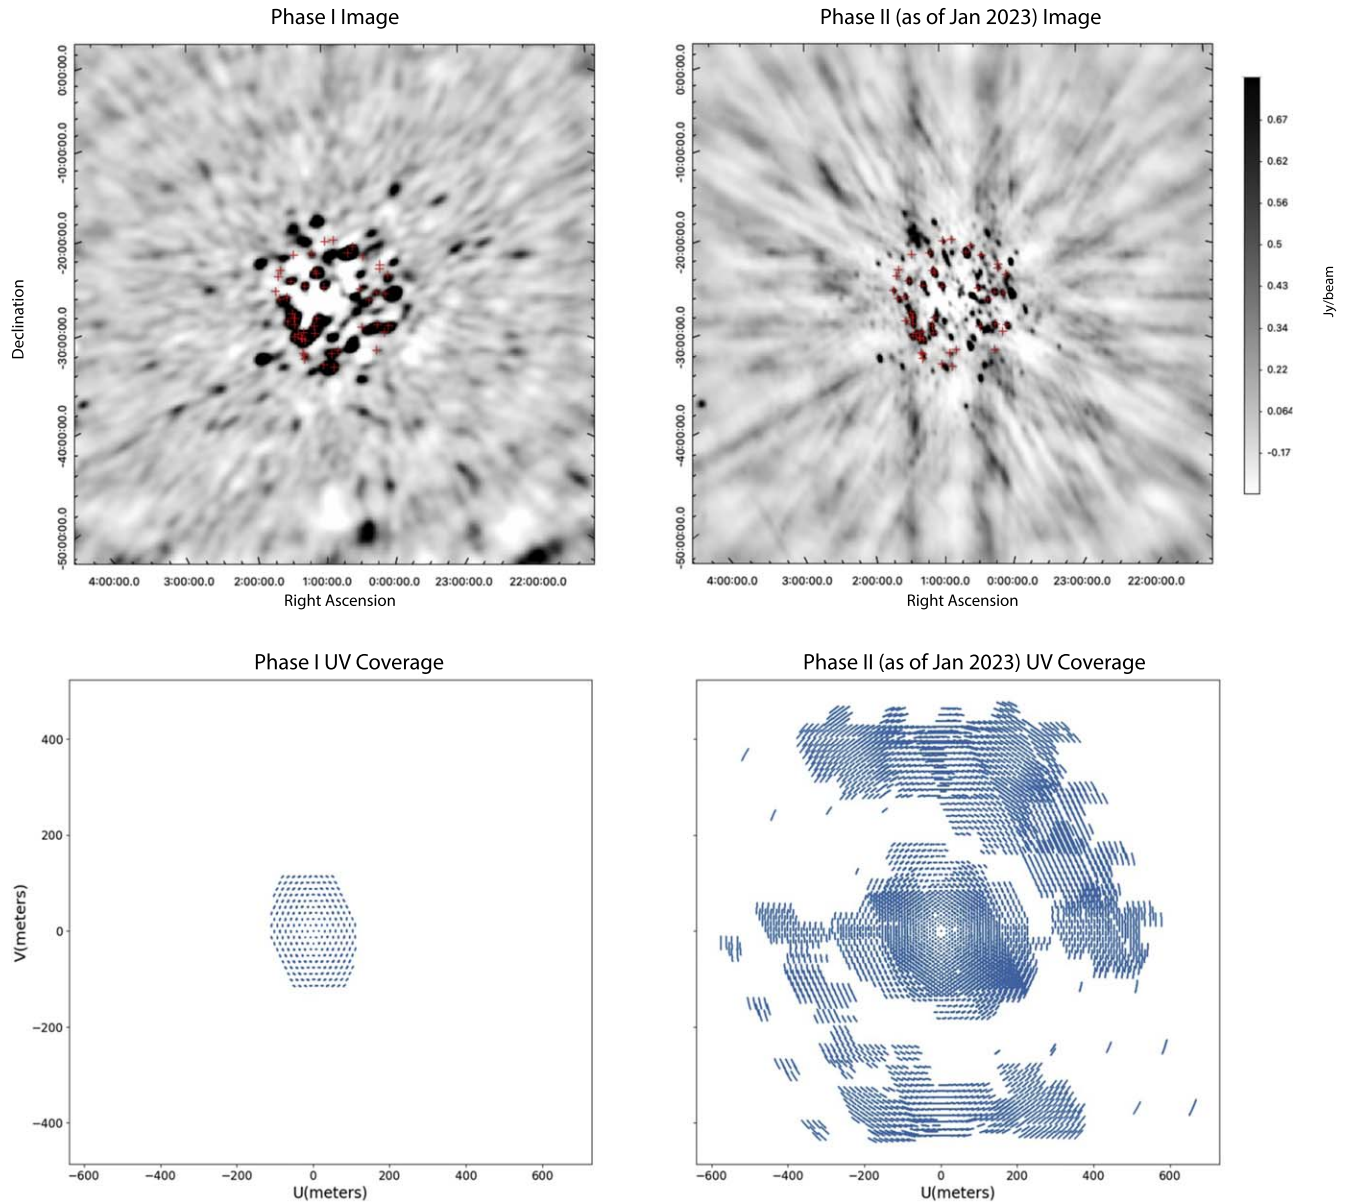 Phase I Image
Phase II (as of Jan 2023) Image
Declination
0:00:00.0
-10:00:00.0
-20:00:00.0
-30:00:00.0
-40:00:00.0
-50:00:00.0
4:00:00.0 3:00:00.0 2:00:00.0 1:00:00.0 0:00:00.0 23:00:00.0 22:00:00.0
Right Ascension
0:00:00.0
-10:00:00.0
-20:00:00.0
-30:00:00.0
-40:00:00.0
-50:00:00.0
4:00:00.0 3:00:00.0 2:00:00.0 1:00:00.0 0:00:00.0 23:00:00.0 22:00:00.0
Right Ascension
0.67
0.62
0.56
0.5
0.43
0.34
0.22
0.064
-0.17
Jy/beam
Phase I UV Coverage
Phase II (as of Jan 2023) UV Coverage
V(meters)
400
200
0
−200
−400
−600 −400 −200 0 200 400 600
U(meters)
−600 −400 −200 0 200 400 600
U(meters)